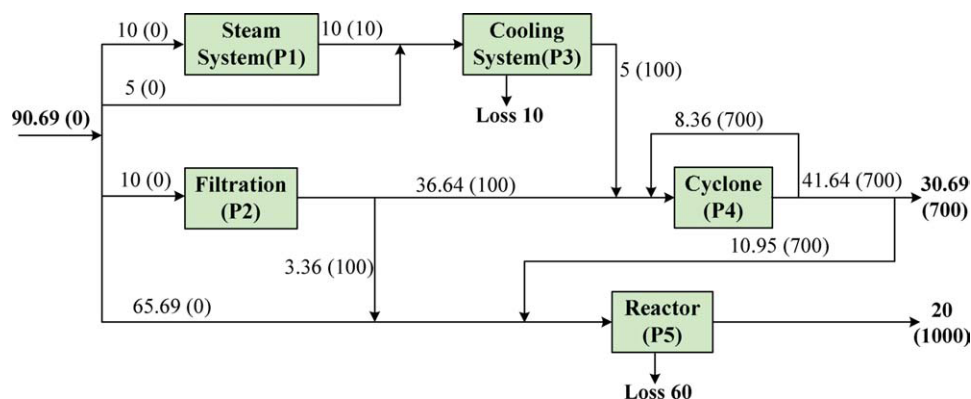 10 (0)
Steam
System(P1)
10 (10)
Cooling
System(P3)
5 (100)
5 (0)
Loss 10
90.69 (0)
8.36 (700)
10 (0)
Filtration
(P2)
36.64 (100)
Cyclone
(P4)
41.64 (700)
30.69
(700)
10.95 (700)
3.36 (100)
65.69 (0)
Reactor
(P5)
20
(1000)
Loss 60